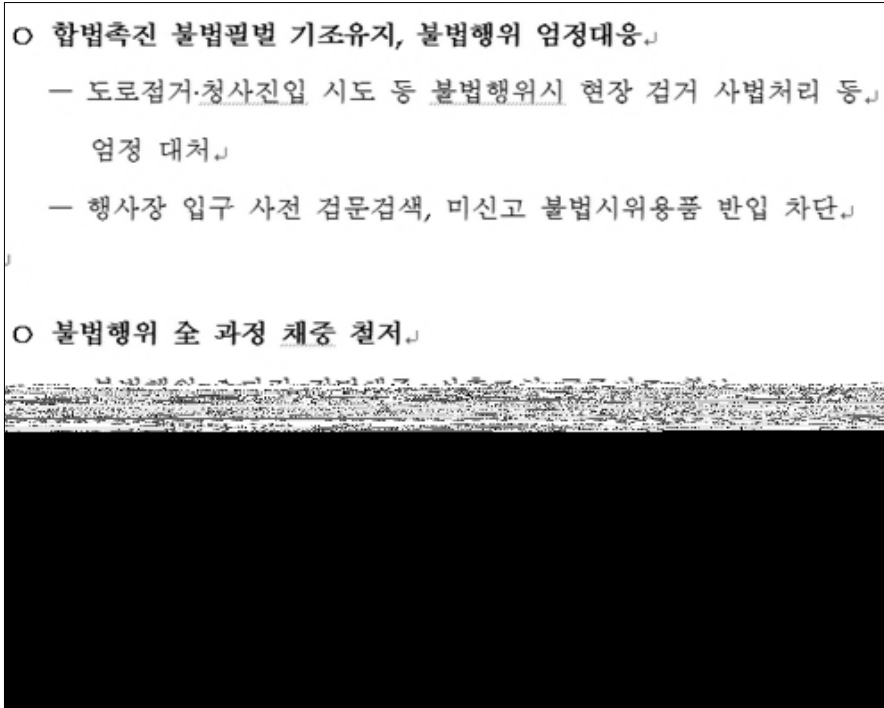 ○ 합법촉진 불법필벌 기조유지, 불법행위 엄정대응
― 도로점거·청사진입 시도 등 불법행위시 현장 검거 사법처리 등
엄정 대처
― 행사장 입구 사전 검문검색, 미신고 불법시위용품 반입 차단
○ 불법행위 全 과정 채증 철저